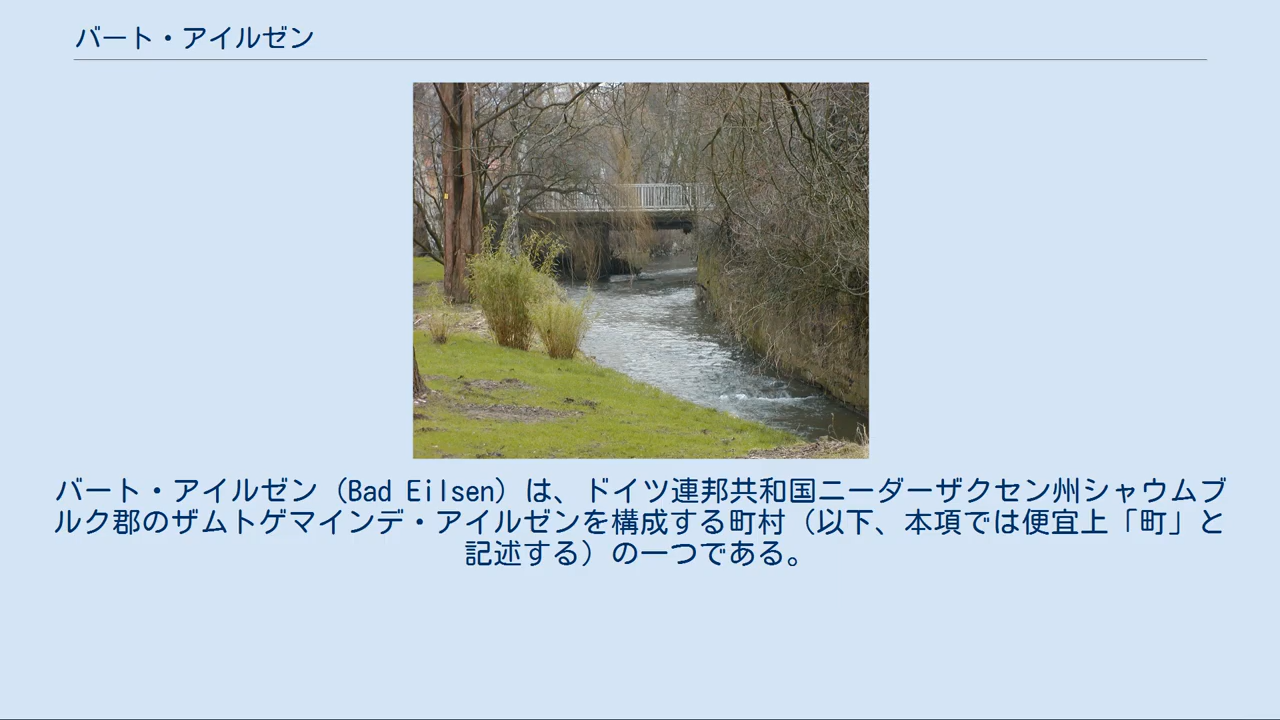 バート・アイルゼン
バート・アイルゼン（Bad Eilsen）は、ドイツ連邦共和国ニーダーザクセン州シャウムブ
ルク郡のザムトゲマインデ・アイルゼンを構成する町村（以下、本項では便宜上「町」と
記述する）の一つである。